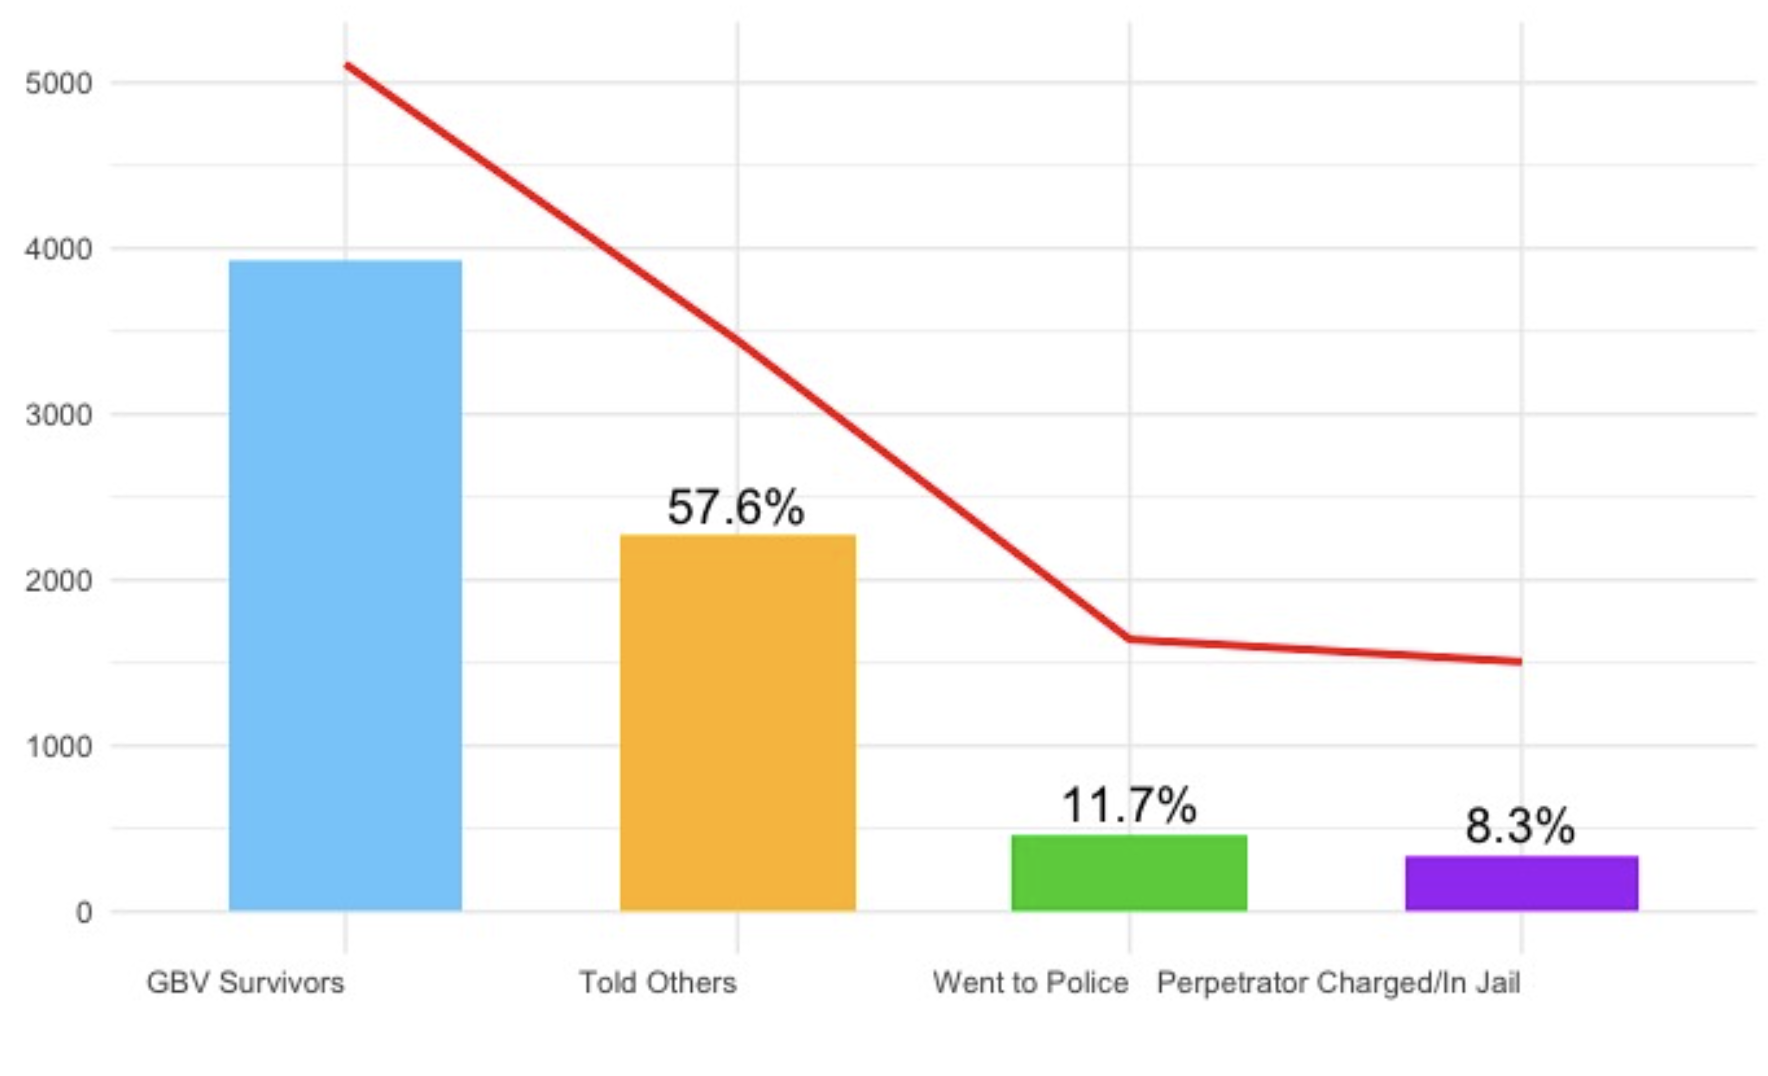 5000
4000
3000
57.6%
2000
1000
11.7%
8.3%
0
GBV Survivors
Told Others
Went to Police
Perpetrator Charged/In Jail